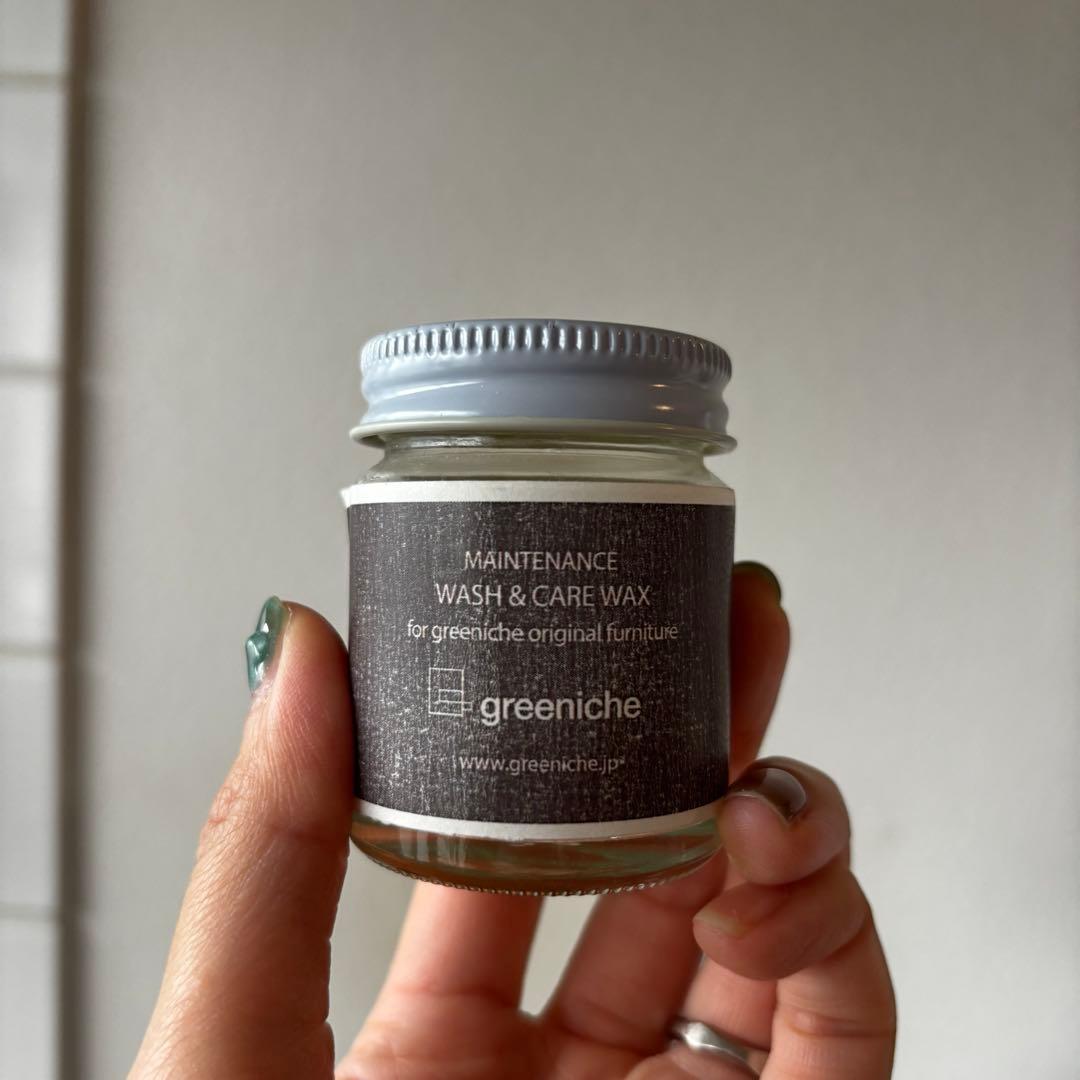 MAINTENANCE
WASH & CARE WAX
for greeniche original furniture
greeniche
www.greeniche.jp